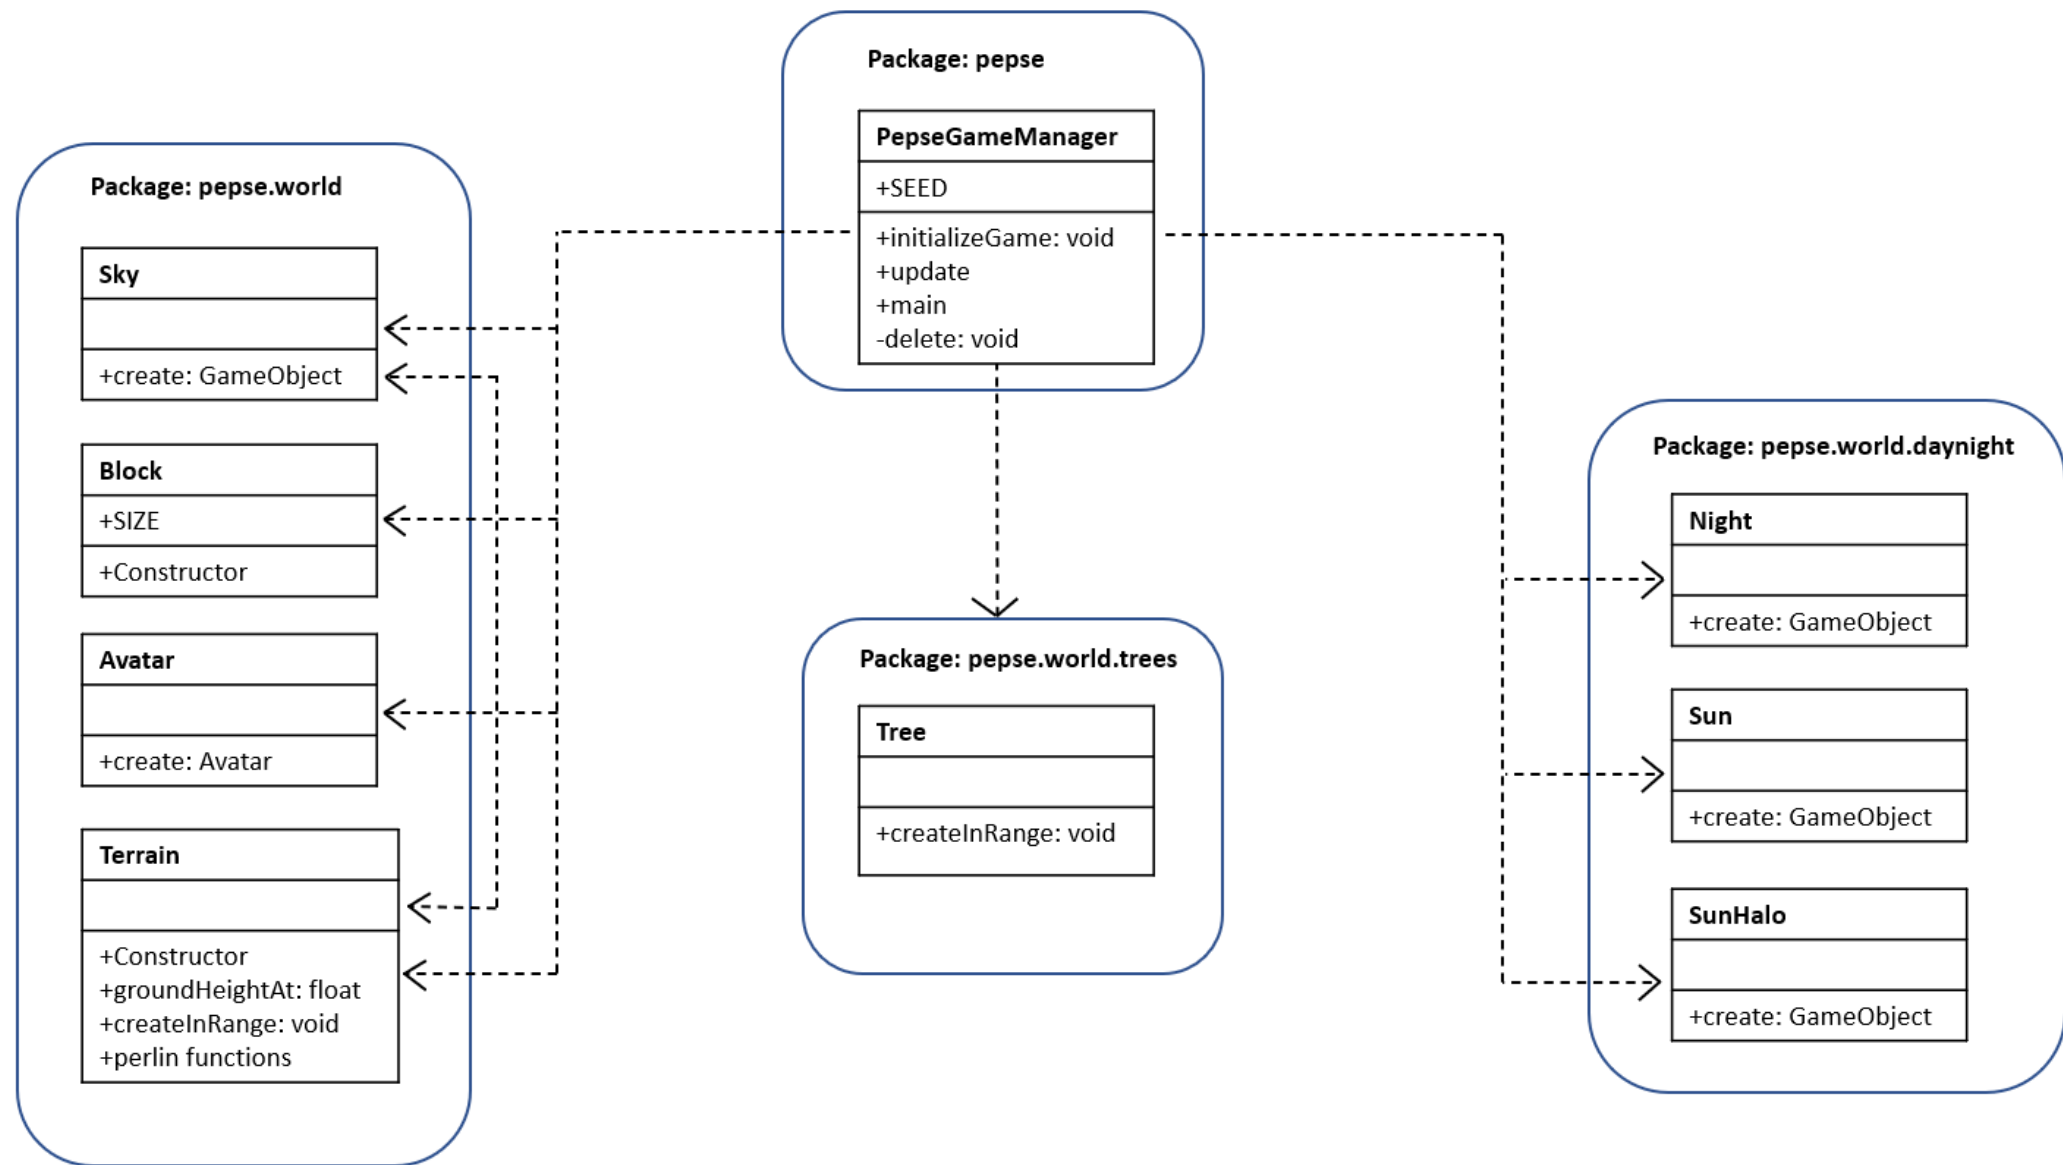 Package: pepse
PepseGameManager
+SEED
+initializeGame: void
+update
+main
-delete: void
Package: pepse.world
Sky
+create: GameObject
Block
+SIZE
+Constructor
Avatar
+create: Avatar
Terrain
+Constructor
+groundHeightAt: float
+createInRange: void
+perlin functions
Package: pepse.world.trees
Tree
+createInRange: void
Package: pepse.world.daynight
Night
+create: GameObject
Sun
+create: GameObject
SunHalo
+create: GameObject